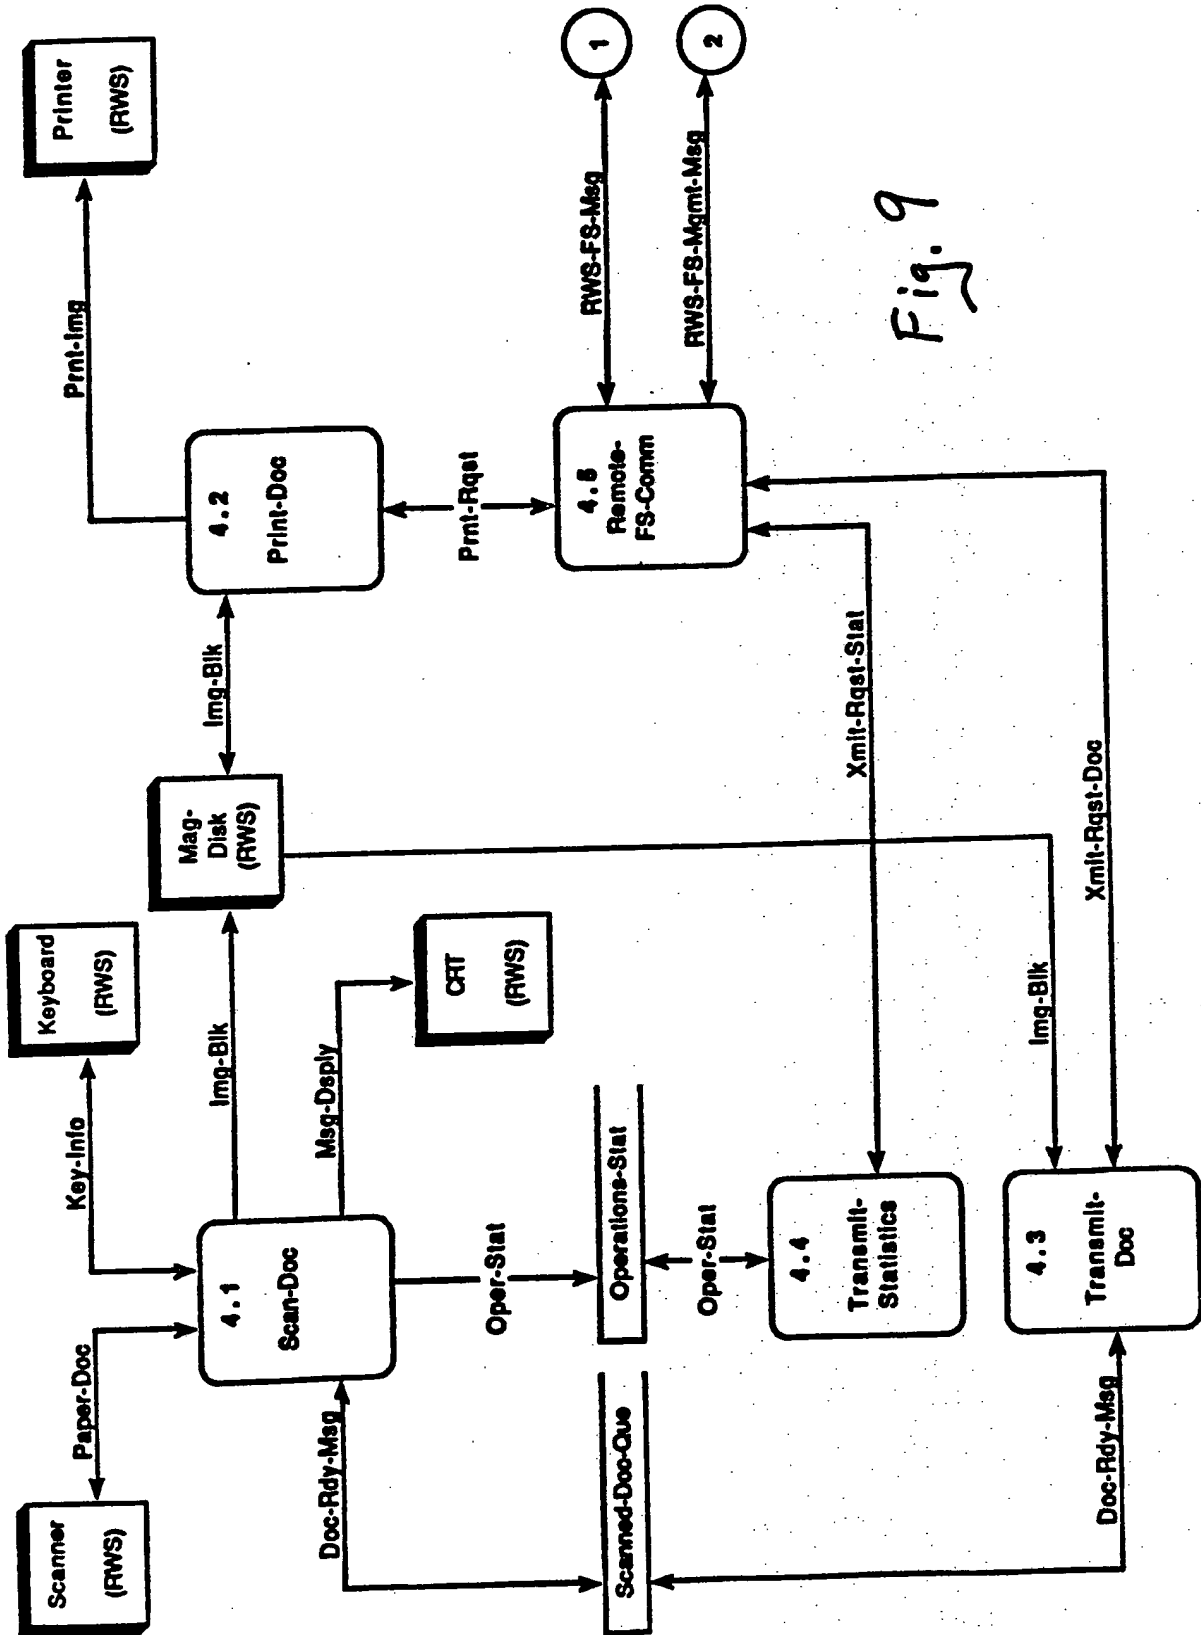 Scanner
(RWS)
Paper-Doc
Keyboard
(RWS)
Key-Info
Printer
(RWS)
Prnt-Img
4.1
Scan-Doc
Img-Blk
Mag-
Disk
(RWS)
Img-Blk
4.2
Print-Doc
Msg-Dsply
CRT
(RWS)
Doc-Rdy-Msg
Oper-Stat
Prnt-Rqst
Scanned-Doc-Que
Operations-Stat
4.5
Remote-
FS-Comm
RWS-FS-Msg
1
RWS-FS-Mgmt-Msg
2
Oper-Stat
4.4
Transmit-
Statistics
Xmit-Rqst-Stat
Doc-Rdy-Msg
4.3
Transmit-
Doc
Img-Blk
Xmit-Rqst-Doc
Fig. 9